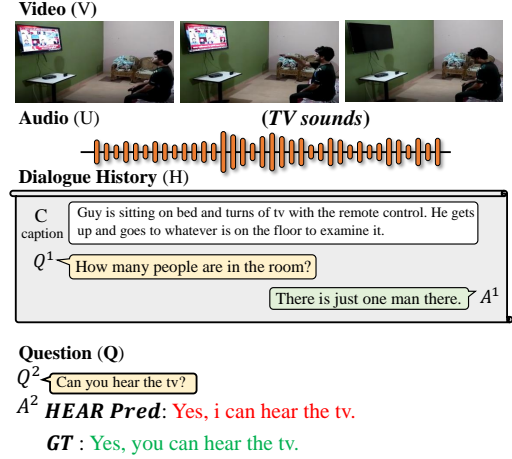 Video (V)
Audio (U)
(TV sounds)
Dialogue History (H)
C
caption
Guy is sitting on bed and turns of tv with the remote control. He gets
up and goes to whatever is on the floor to examine it.
Q¹
How many people are in the room?
There is just one man there.
A¹
Question (Q)
Q²
Can you hear the tv?
A² HEAR Pred: Yes, i can hear the tv.
GT : Yes, you can hear the tv.